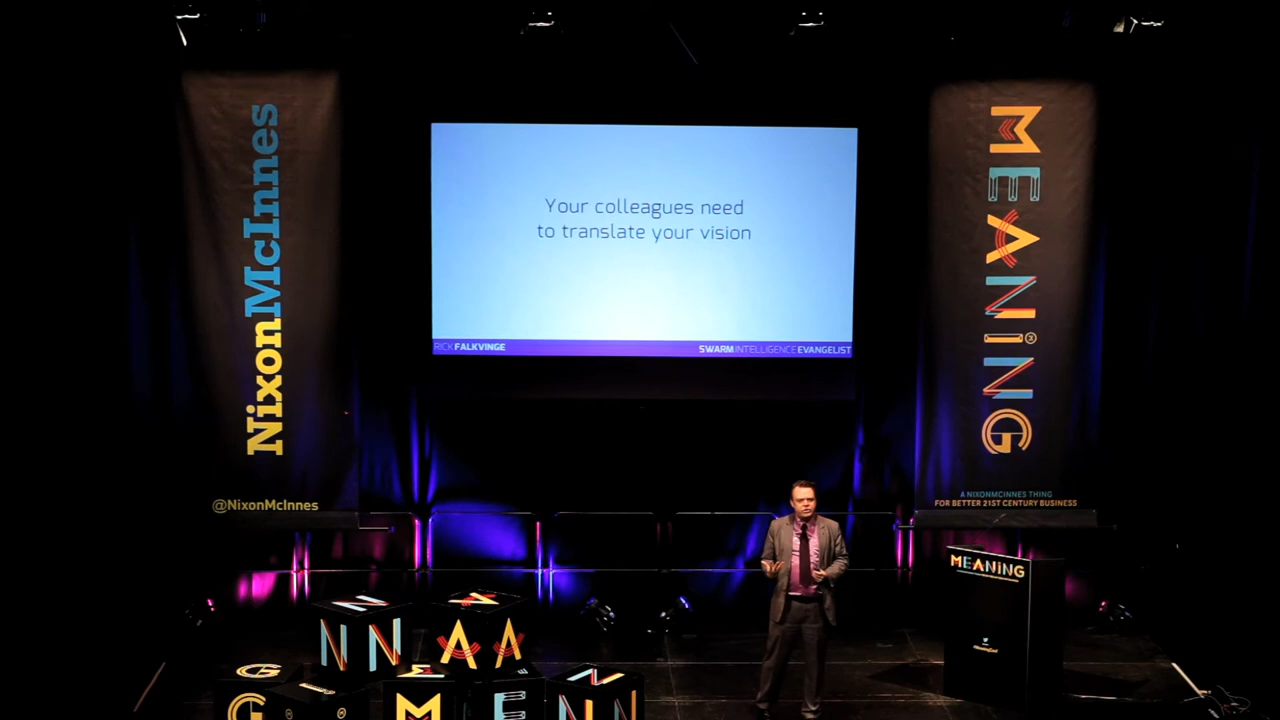 NixonMcInnes
@NixonMcInnes
Your colleagues need
to translate your vision
RICK FALKVINGE
SWARM INTELLIGENCE EVANGELIST
MEANING
A NIXONMCINNES THING
FOR BETTER 21ST CENTURY BUSINESS
MEANiNG
N
N N
A A
G
G
M
E
N